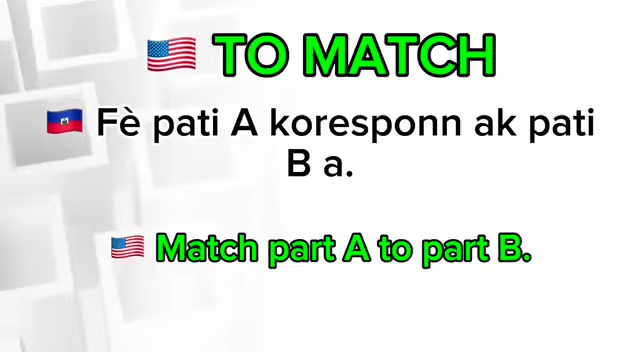 🇺🇸 TO MATCH
🇭🇹 Fè pati A koresponn ak pati
B a.
🇺🇸 Match part A to part B.